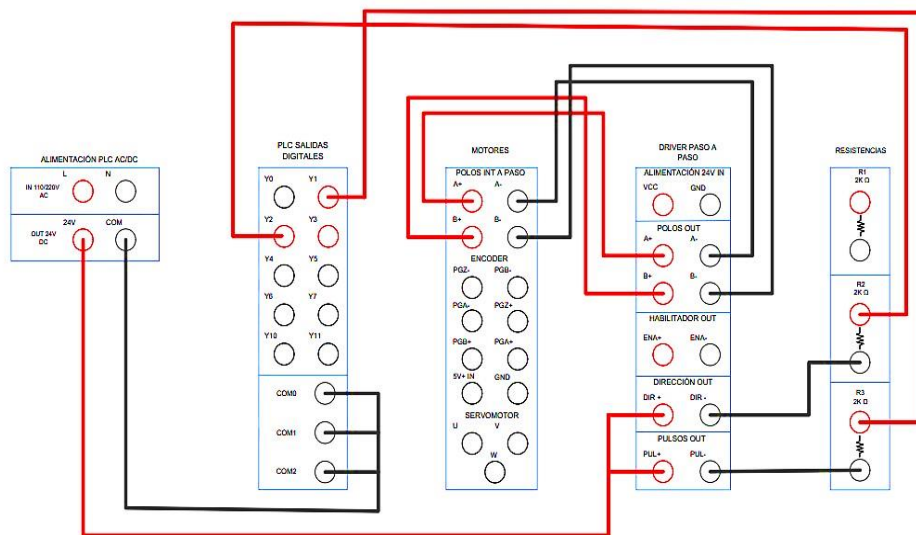 ALIMENTACIÓN PLC AC/DC
L
N
IN 110/220V
AC
24V
COM
OUT 24V
DC
PLC SALIDAS
DIGITALES
Y0
Y1
Y2
Y3
Y4
Y5
Y6
Y7
Y10
Y11
COM0
COM1
COM2
MOTORES
POLOS INT A PASO
A+
A-
B+
B-
ENCODER
PGZ-
PGB-
PGA-
PGZ+
PGB+
PGA+
5V+ IN
GND
SERVOMOTOR
U
V
W
DRIVER PASO A
PASO
ALIMENTACIÓN 24V IN
VCC
GND
POLOS OUT
A+
A-
B+
B-
HABILITADOR OUT
ENA+
ENA-
DIRECCIÓN OUT
DIR +
DIR -
PULSOS OUT
PUL+
PUL-
RESISTENCIAS
R1
2K Ω
R2
2K Ω
R3
2K Ω